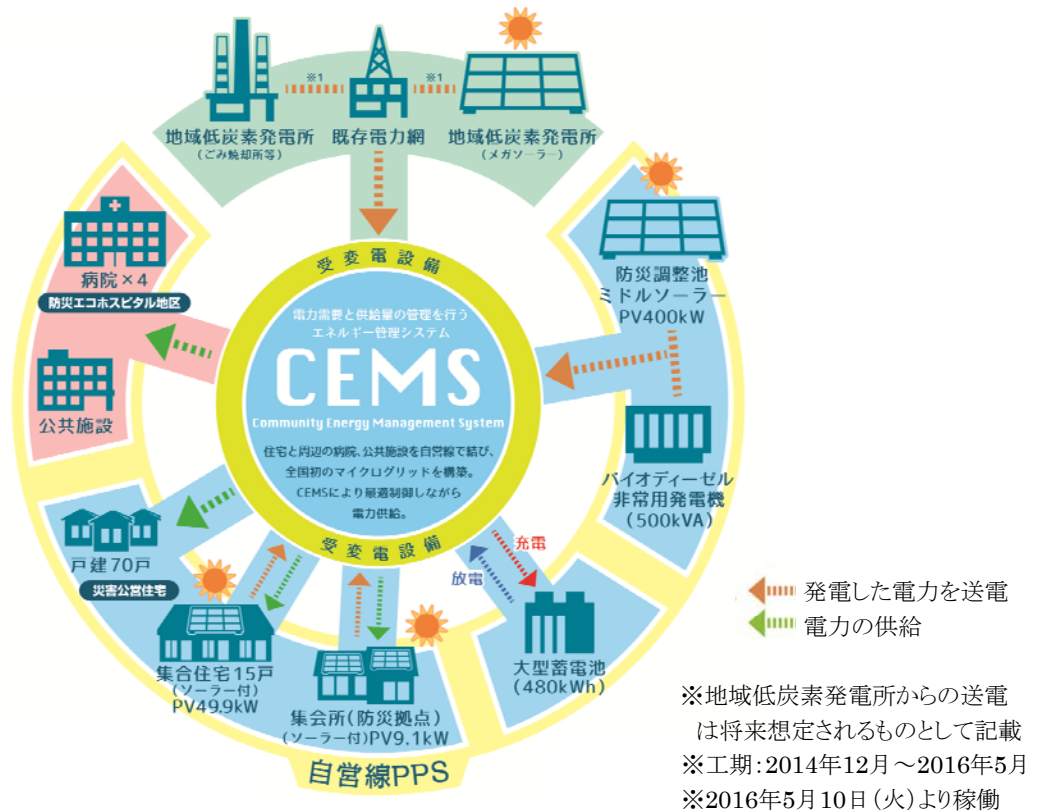 ※1
※1
地域低炭素発電所
(ごみ焼却所等)
既存電力網
地域低炭素発電所
(メガソーラー)
受変電設備
電力需要と供給量の管理を行う
エネルギー管理システム
CEMS
Community Energy Management System
住宅と周辺の病院、公共施設を自営線で結び、
全国初のマイクログリッドを構築。
CEMSにより最適制御しながら
電力供給。
受変電設備
病院×4
防災エコホスピタル地区
公共施設
防災調整池
ミドルソーラー
PV400kW
バイオディーゼル
非常用発電機
(500kVA)
戸建70戸
災害公営住宅
集合住宅15戸
(ソーラー付)
PV49.9kW
集会所(防災拠点)
(ソーラー付)PV9.1kW
充電
放電
大型蓄電池
(480kWh)
自営線PPS
発電した電力を送電
電力の供給
※地域低炭素発電所からの送電
は将来想定されるものとして記載
※工期:2014年12月~2016年5月
※2016年5月10日(火)より稼働